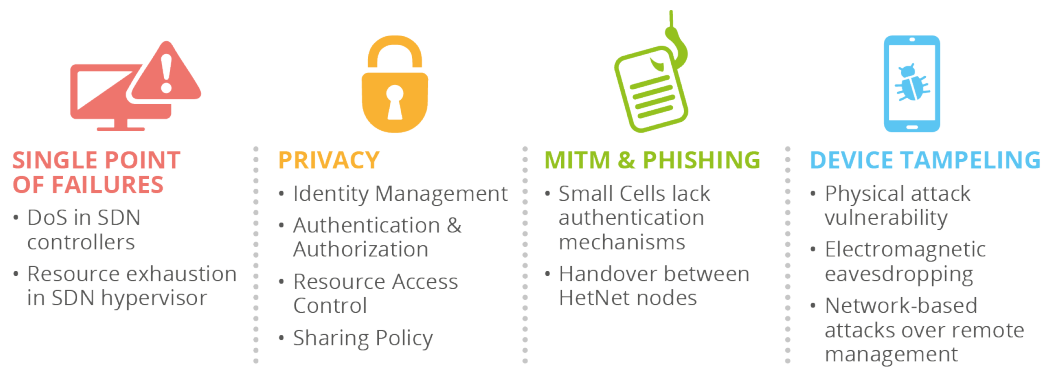 SINGLE POINT
OF FAILURES
• DoS in SDN
controllers
• Resource exhaustion
in SDN hypervisor
PRIVACY
• Identity Management
• Authentication &
Authorization
• Resource Access
Control
• Sharing Policy
MITM & PHISHING
• Small Cells lack
authentication
mechanisms
• Handover between
HetNet nodes
DEVICE TAMPELING
• Physical attack
vulnerability
• Electromagnetic
eavesdropping
• Network-based
attacks over remote
management